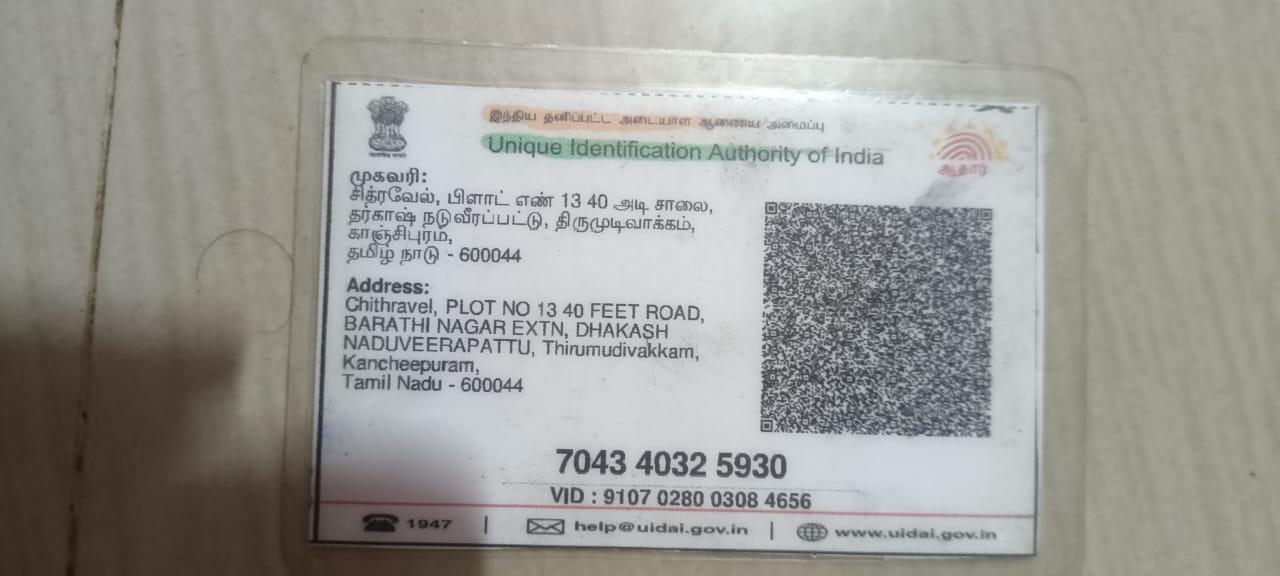 இந்திய தனிப்பட்ட அடையாள ஆணைய அமைப்பு
Unique Identification Authority of India
ஆதார்
முகவரி:
சித்ரவேல், பிளாட் எண் 13 40 அடி சாலை,
தர்காஷ் நடுவீரப்பட்டு, திருமுடிவாக்கம்,
காஞ்சிபுரம்,
தமிழ் நாடு - 600044
Address:
Chithravel, PLOT NO 13 40 FEET ROAD,
BARATHI NAGAR EXTN, DHAKASH
NADUVEERAPATTU, Thirumudivakkam,
Kancheepuram,
Tamil Nadu - 600044
7043 4032 5930
VID : 9107 0280 0308 4656
1947 | help@uidai.gov.in | www.uidai.gov.in